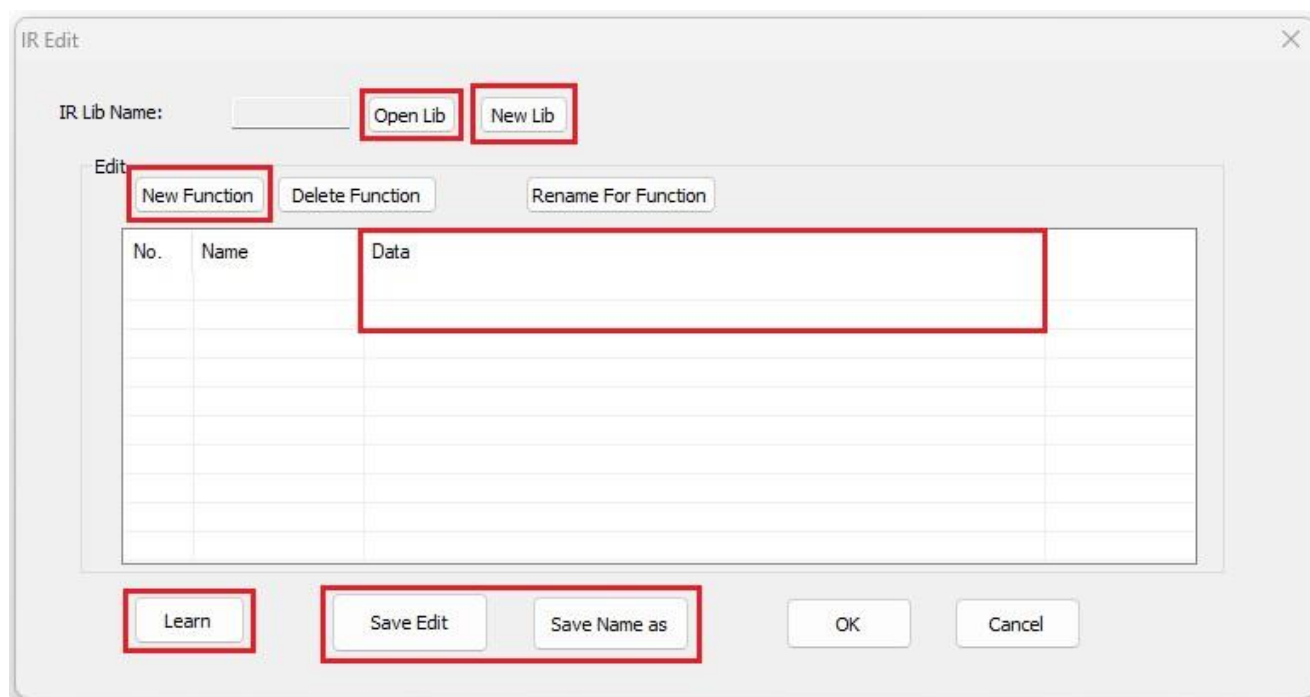 IR Edit
IR Lib Name: Open Lib New Lib
Edit
New Function Delete Function Rename For Function
No. Name Data
Learn Save Edit Save Name as OK Cancel